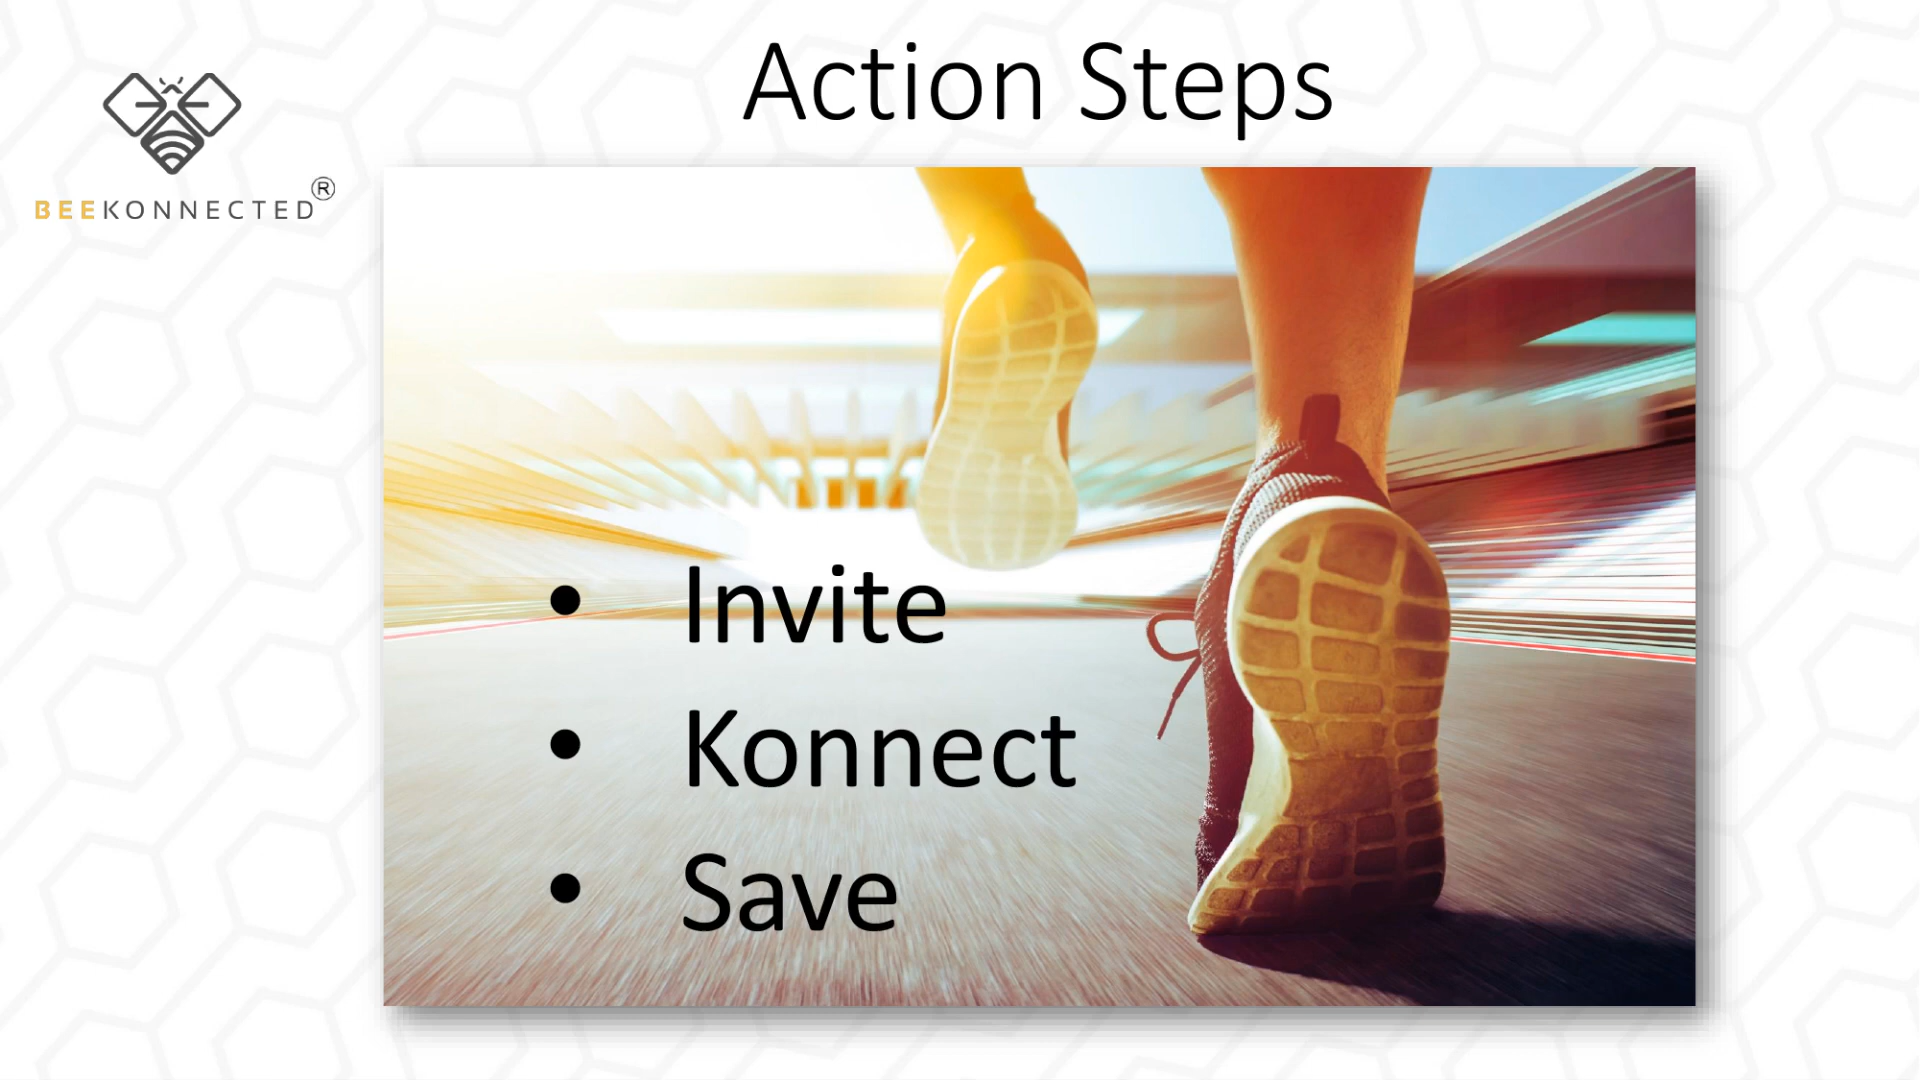 Action Steps
BEEKONNECTED®
• Invite
• Konnect
• Save